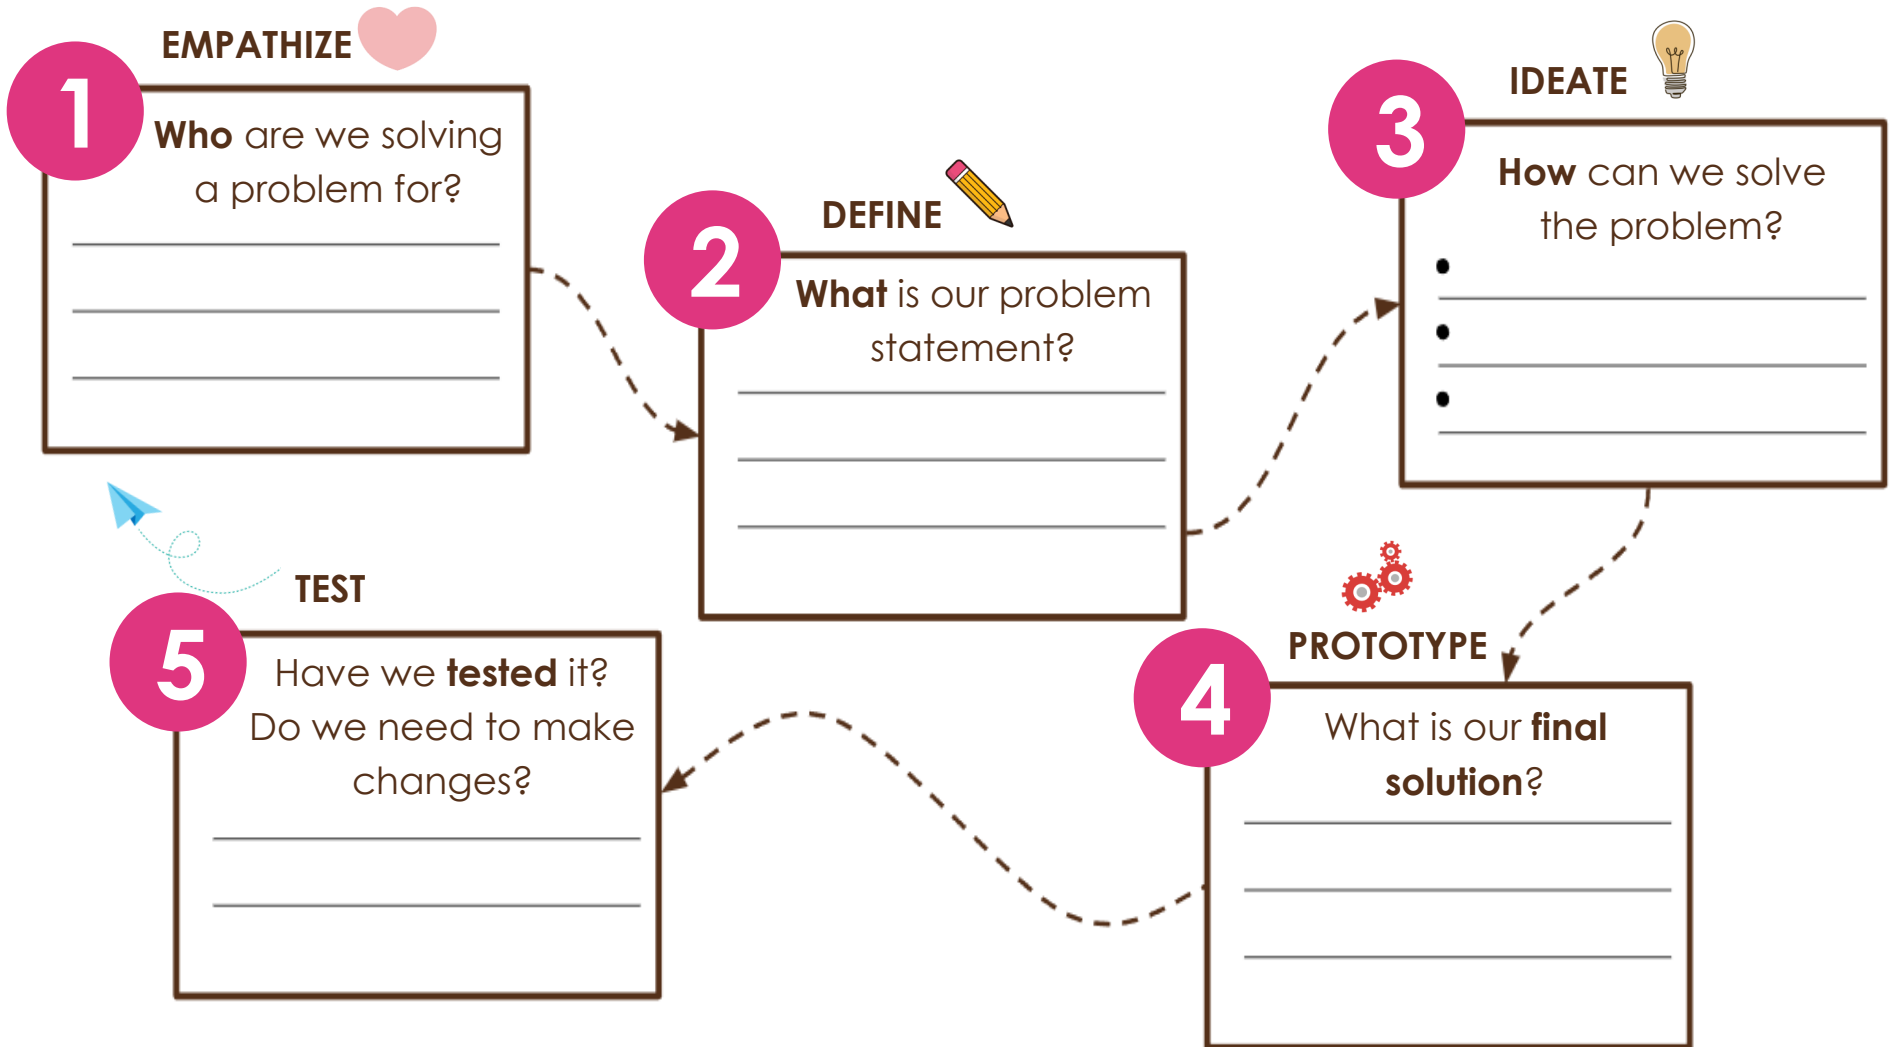 EMPATHIZE
1
Who are we solving
a problem for?
DEFINE
2
What is our problem
statement?
IDEATE
3
How can we solve
the problem?
•
•
•
PROTOTYPE
4
What is our final
solution?
TEST
5
Have we tested it?
Do we need to make
changes?